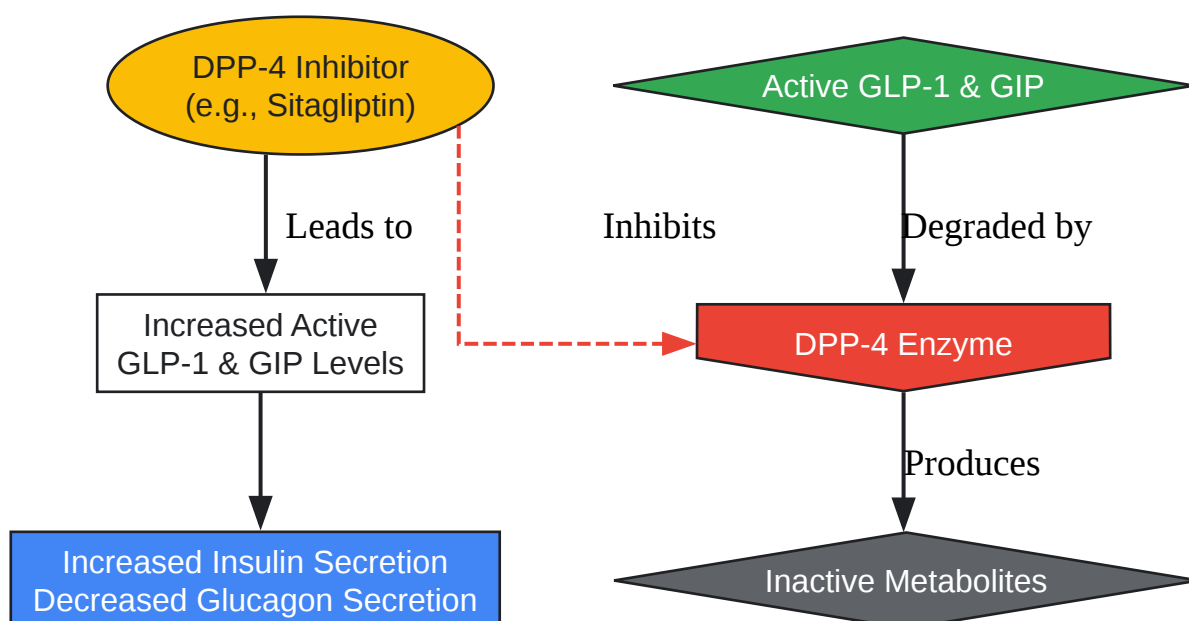 DPP-4 Inhibitor
(e.g., Sitagliptin)
Active GLP-1 & GIP
Leads to
Inhibits
Degraded by
Increased Active
GLP-1 & GIP Levels
DPP-4 Enzyme
Produces
Increased Insulin Secretion
Decreased Glucagon Secretion
Inactive Metabolites